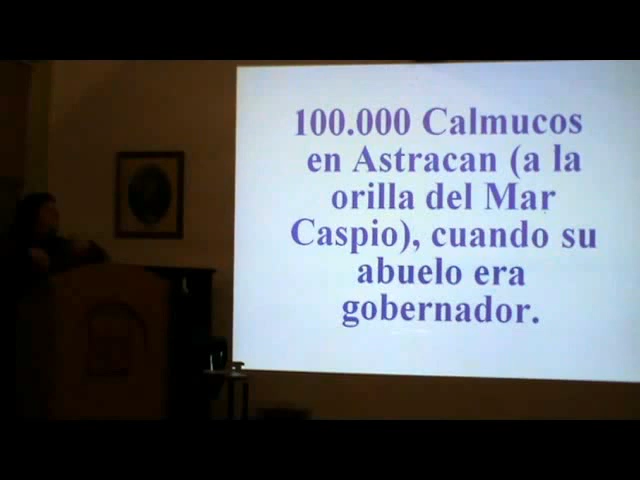 100.000 Calmucos
en Astracan (a la
orilla del Mar
Caspio), cuando su
abuelo era
gobernador.